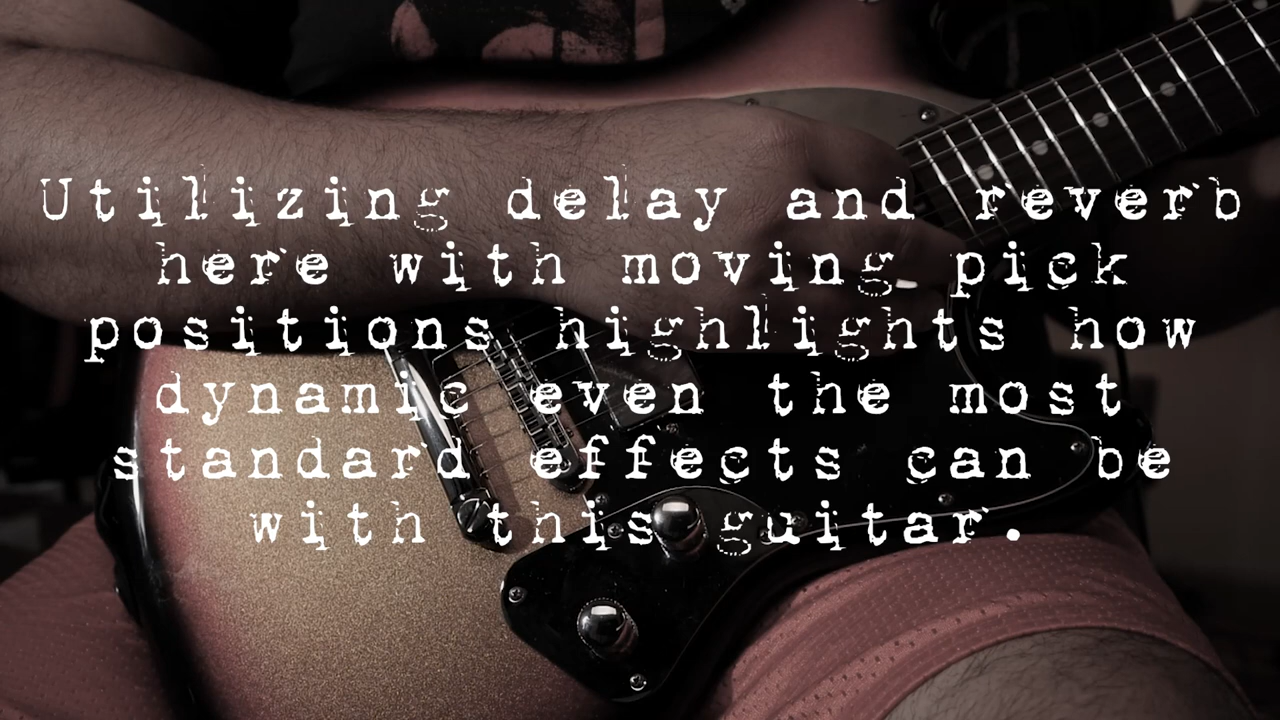 Utilizing delay and reverb
here with moving pick
positions highlights how
dynamic even the most
standard effects can be
with this guitar.